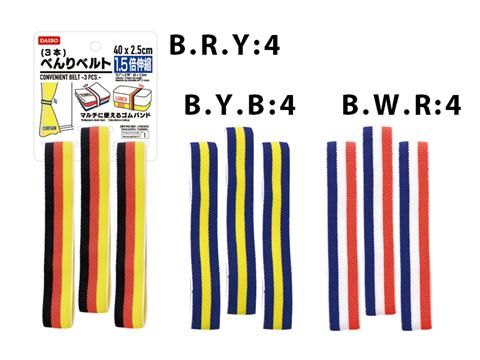 DAISO
(3本)
べんりベルト
40 x 2.5cm
1.5倍伸縮
CONVENIENT BELT -3 PCS.-
CURTAIN
LUNCH
マルチに使えるゴムバンド
B.R.Y:4
B.Y.B:4
B.W.R:4